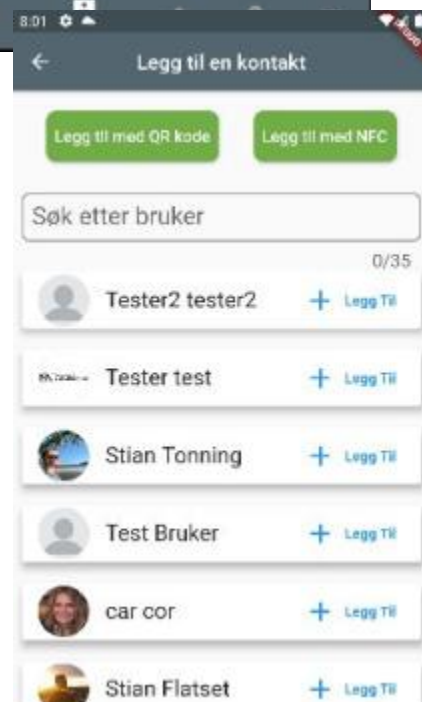 8:01
Legg til en kontakt
Legg til med QR kode
Legg til med NFC
Søk etter bruker
0/35
Tester2 tester2
Legg Til
Tester test
Legg Til
Stian Tonning
Legg Til
Test Bruker
Legg Til
car cor
Legg Til
Stian Flatset
Legg Til